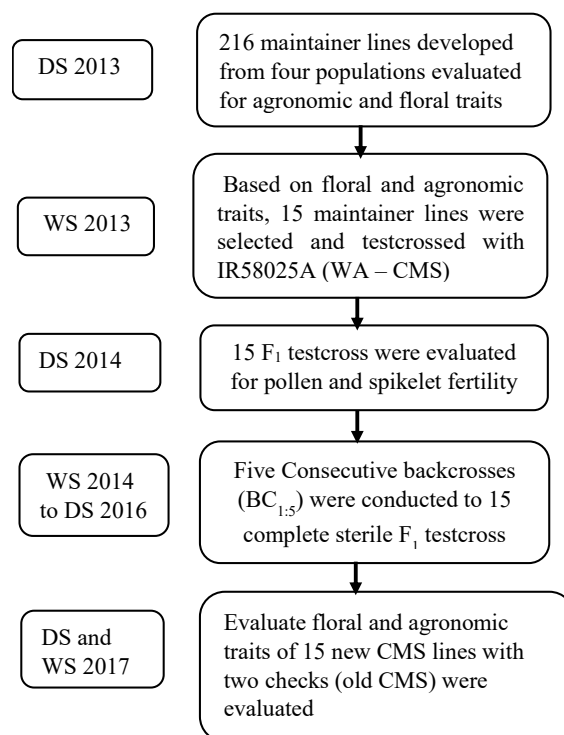 DS 2013
216 maintainer lines developed
from four populations evaluated
for agronomic and floral traits
WS 2013
Based on floral and agronomic
traits, 15 maintainer lines were
selected and testcrossed with
IR58025A (WA – CMS)
DS 2014
15 F₁ testcross were evaluated
for pollen and spikelet fertility
WS 2014
to DS 2016
Five Consecutive backcrosses
(BC₁:₅) were conducted to 15
complete sterile F₁ testcross
DS and
WS 2017
Evaluate floral and agronomic
traits of 15 new CMS lines with
two checks (old CMS) were
evaluated